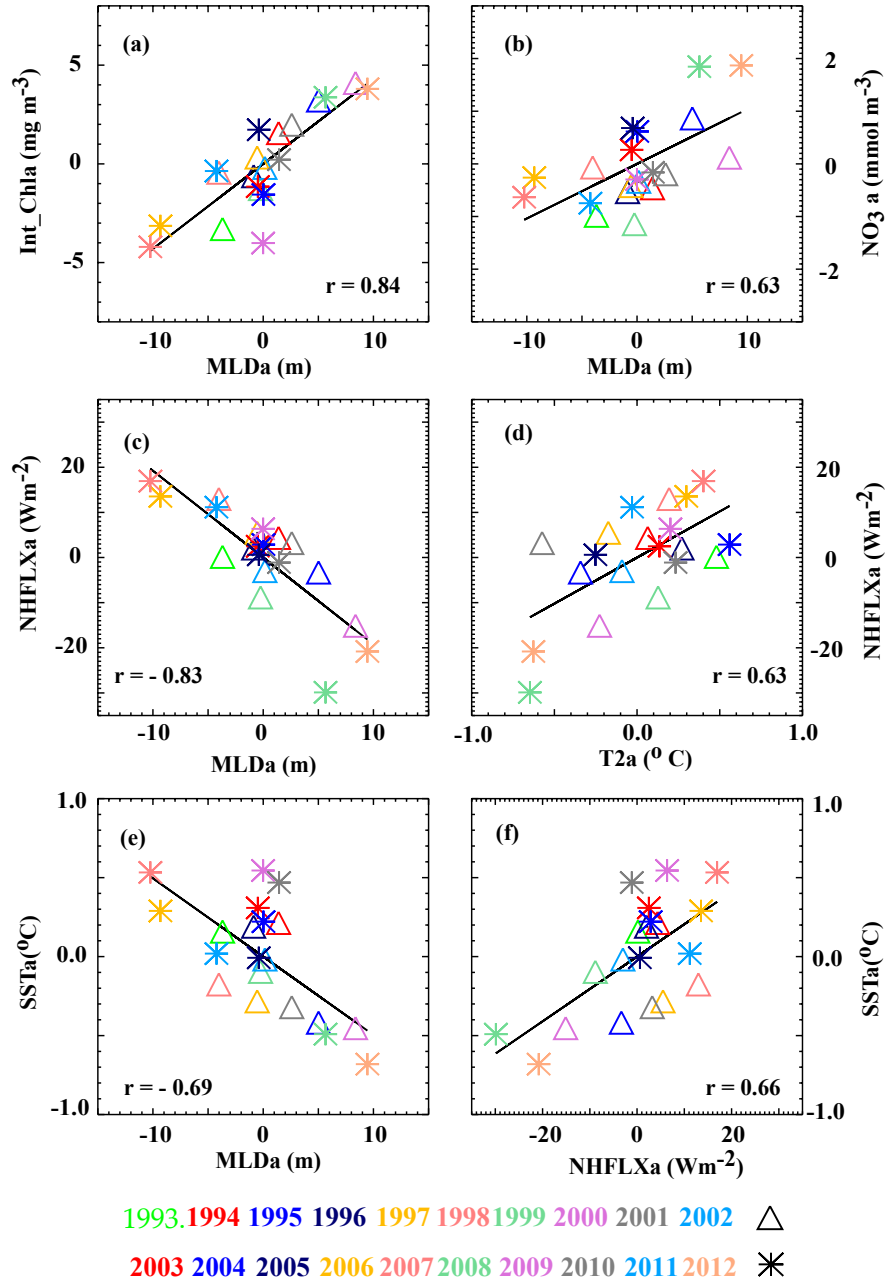 (a)
(b)
5
0
-5
Int_Chla (mg m-3)
2
0
-2
NO3 a (mmol m-3)
r = 0.84
r = 0.63
-10 0 10
MLDa (m)
-10 0 10
MLDa (m)
(c)
(d)
20
0
-20
NHFLXa (Wm-2)
20
0
-20
NHFLXa (Wm-2)
r = - 0.83
r = 0.63
-10 0 10
MLDa (m)
-1.0 0.0 1.0
T2a (o C)
(e)
(f)
1.0
0.0
-1.0
SSTa(oC)
1.0
0.0
-1.0
SSTa(oC)
r = - 0.69
r = 0.66
-10 0 10
MLDa (m)
-20 0 20
NHFLXa (Wm-2)
1993. 1994 1995 1996 1997 1998 1999 2000 2001 2002
2003 2004 2005 2006 2007 2008 2009 2010 2011 2012